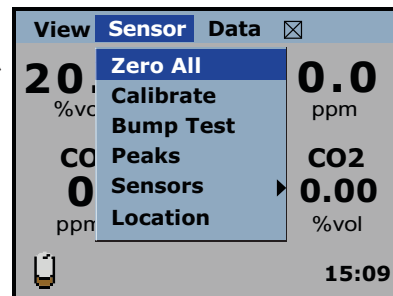 View Sensor Data
20. Zero All 0.0
%vo Calibrate ppm
Bump Test
CO Peaks CO2
0 Sensors 0.00
ppm Location %vol
15:09